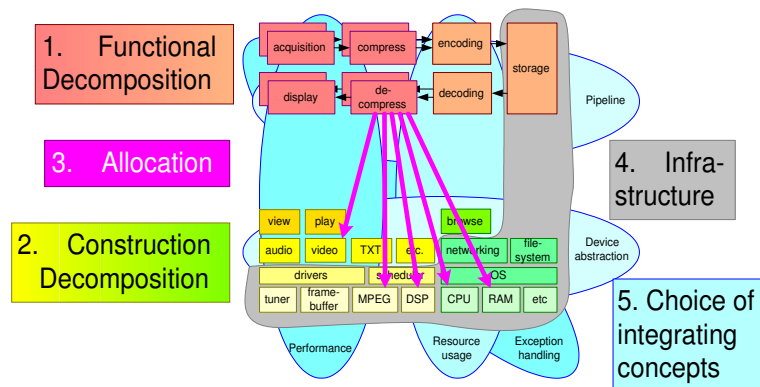 1. Functional
Decomposition
acquisition
compress
encoding
storage
display
de-
compress
decoding
Pipeline
3. Allocation
4. Infra-
structure
view
play
browse
2. Construction
Decomposition
audio
video
TXT
etc.
networking
file-
system
Device
abstraction
drivers
scheduler
OS
tuner
frame-
buffer
MPEG
DSP
CPU
RAM
etc
5. Choice of
integrating
concepts
Performance
Resource
usage
Exception
handling